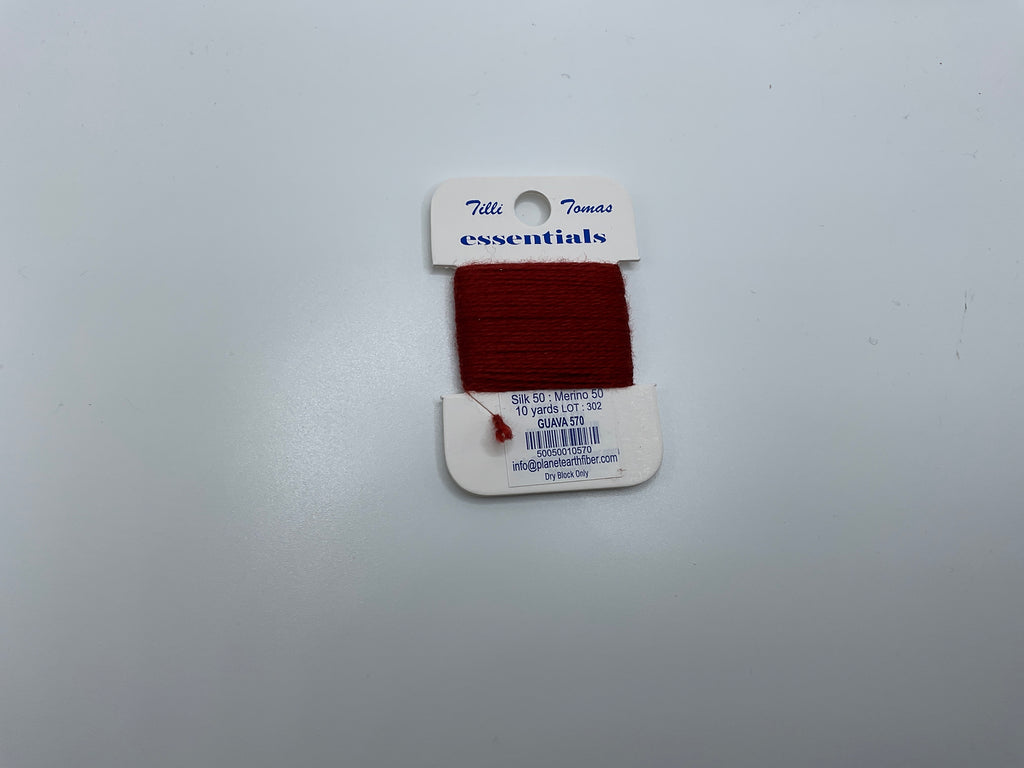 Tilli Tomas
essentials
Silk 50 : Merino 50
10 yards LOT : 302
GUAVA 570
50050010570
info@planetearthfiber.com
Dry Block Only